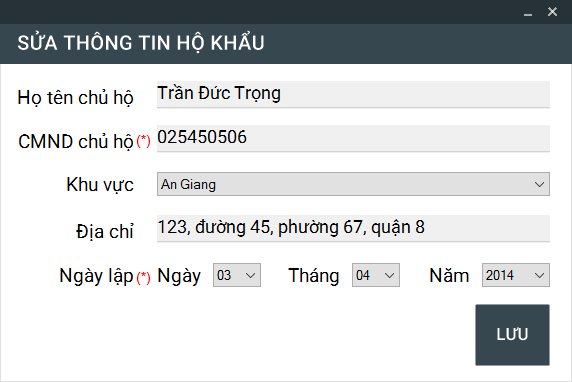 SỬA THÔNG TIN HỘ KHẨU
Họ tên chủ hộ Trần Đức Trọng
CMND chủ hộ (*) 025450506
Khu vực An Giang
Địa chỉ 123, đường 45, phường 67, quận 8
Ngày lập (*) Ngày 03 Tháng 04 Năm 2014
LƯU